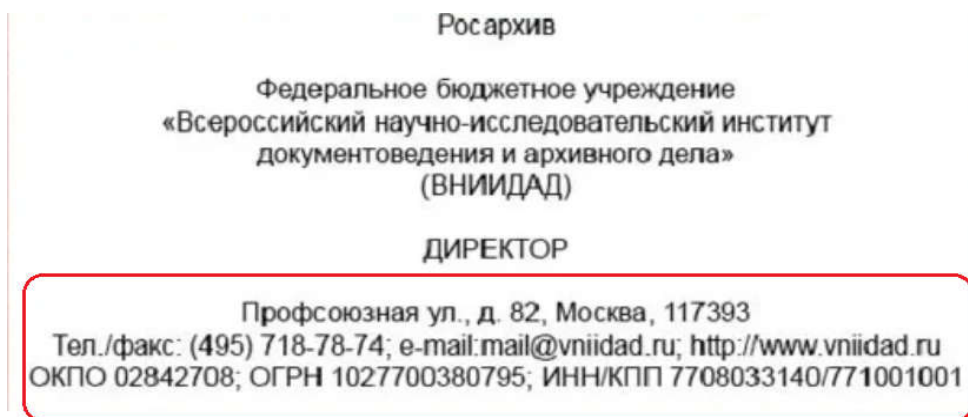 Росархив
Федеральное бюджетное учреждение
«Всероссийский научно-исследовательский институт
документоведения и архивного дела»
(ВНИИДАД)
ДИРЕКТОР
Профсоюзная ул., д. 82, Москва, 117393
Тел./факс: (495) 718-78-74; e-mail:mail@vniidad.ru; http://www.vniidad.ru
ОКПО 02842708; ОГРН 1027700380795; ИНН/КПП 7708033140/771001001